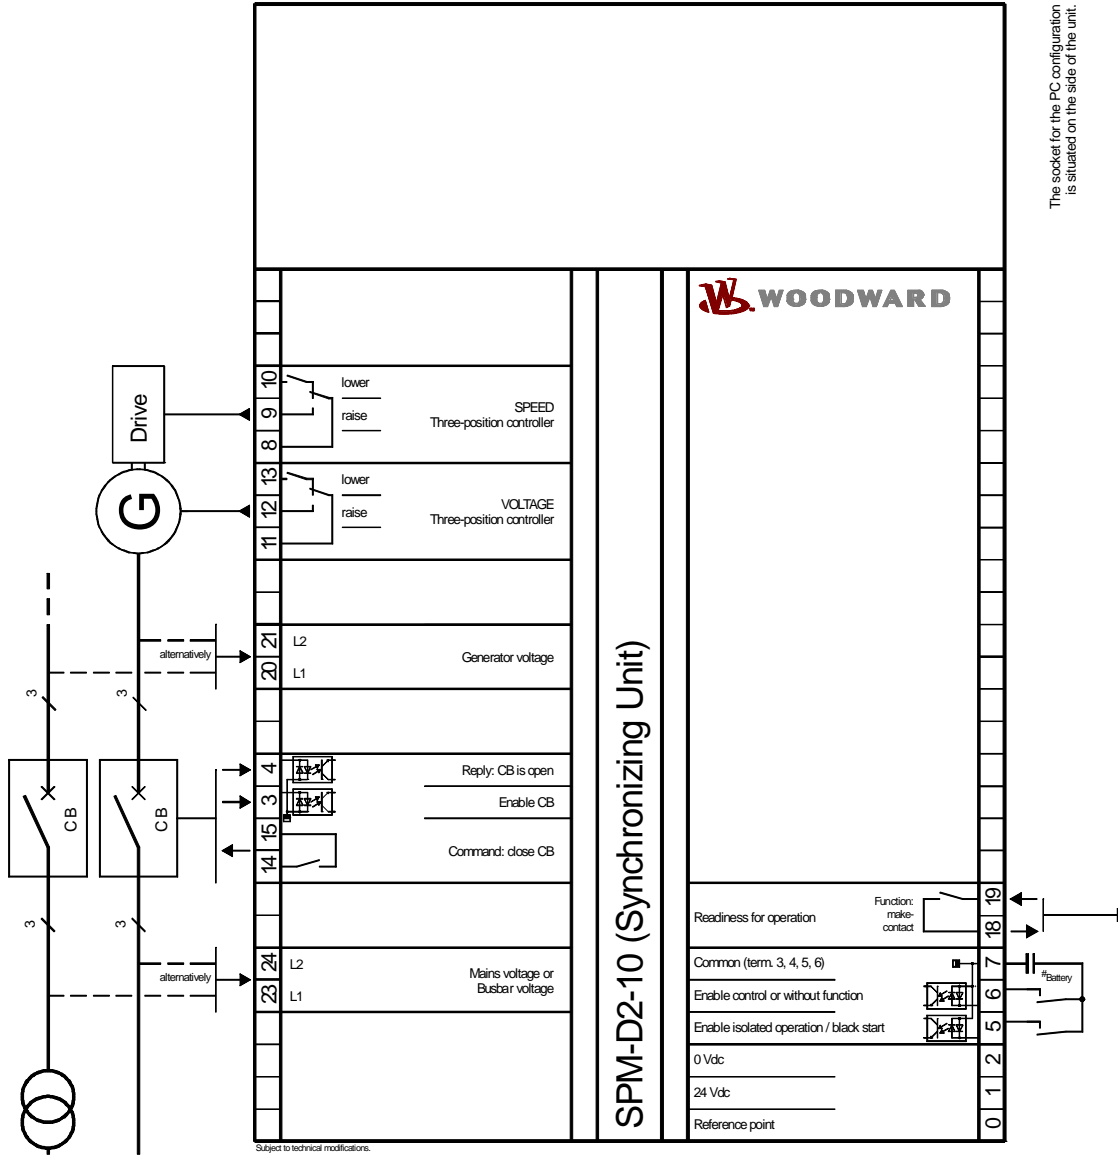 The socket for the PC configuration
is situated on the side of the unit.
WOODWARD
Drive
G
10
9
8
lower
raise
SPEED
Three-position controller
13
12
11
lower
raise
VOLTAGE
Three-position controller
alternatively
21
20
L2
L1
Generator voltage
3
3
CB
CB
4
3
15
14
Reply: CB is open
Enable CB
Command: close CB
3
3
alternatively
24
23
L2
L1
Mains voltage or
Busbar voltage
SPM-D2-10 (Synchronizing Unit)
Readiness for operation
Function:
make-
contact
19
18
Common (term. 3, 4, 5, 6)
7
#Battery
Enable control or without function
6
Enable isolated operation / black start
5
0 Vdc
2
24 Vdc
1
Reference point
0
Subject to technical modifications.